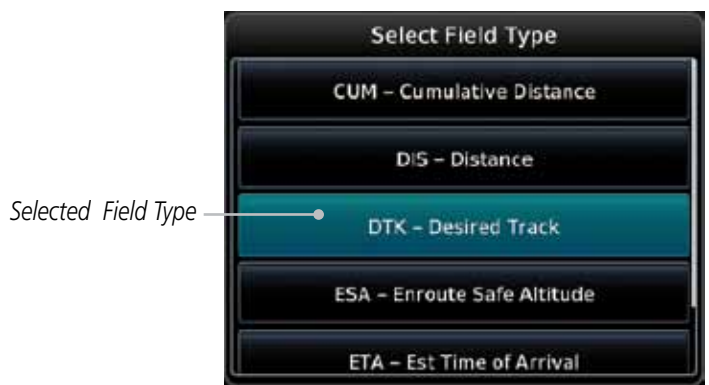 Select Field Type
CUM – Cumulative Distance
DIS – Distance
Selected Field Type
DTK – Desired Track
ESA – Enroute Safe Altitude
ETA – Est Time of Arrival